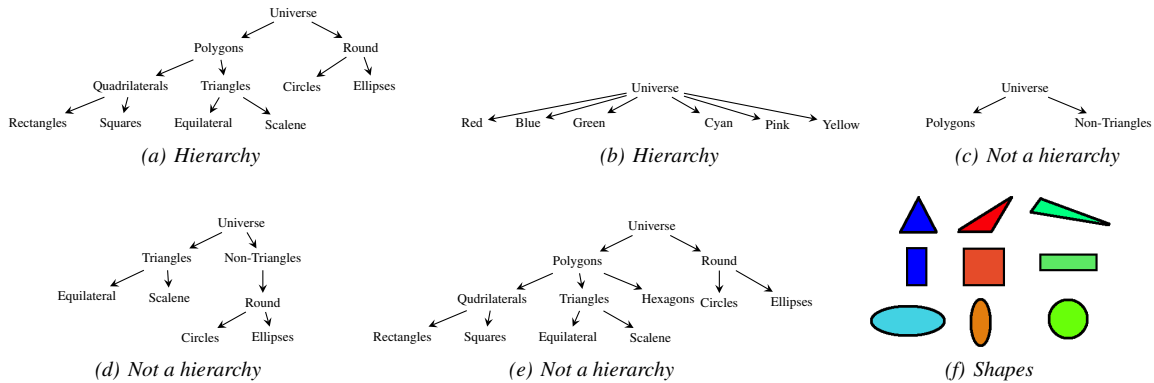 Universe
Polygons Round
Quadrilaterals Triangles Circles Ellipses
Rectangles Squares Equilateral Scalene
(a) Hierarchy
Universe
Red Blue Green Cyan Pink Yellow
(b) Hierarchy
Universe
Polygons Non-Triangles
(c) Not a hierarchy
Universe
Triangles Non-Triangles
Equilateral Scalene Round
Circles Ellipses
(d) Not a hierarchy
Universe
Polygons Round
Qudrilaterals Triangles Hexagons Circles Ellipses
Rectangles Squares Equilateral Scalene
(e) Not a hierarchy
(f) Shapes